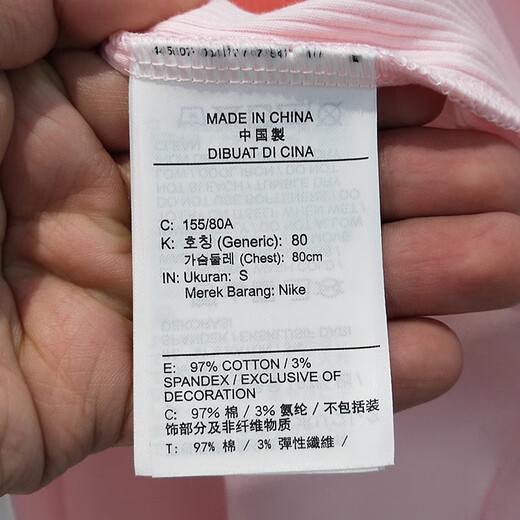 MADE IN CHINA
中国製
DIBUAT DI CINA
C: 155/80A
K: 호칭 (Generic): 80
가슴둘레 (Chest): 80cm
IN: Ukuran: S
Merek Barang: Nike
E: 97% COTTON / 3%
SPANDEX / EXCLUSIVE OF
DECORATION
C: 97% 棉 / 3% 氨纶 / 不包括装
饰部分及非纤维物质
T: 97% 棉 / 3% 彈性纖維 /